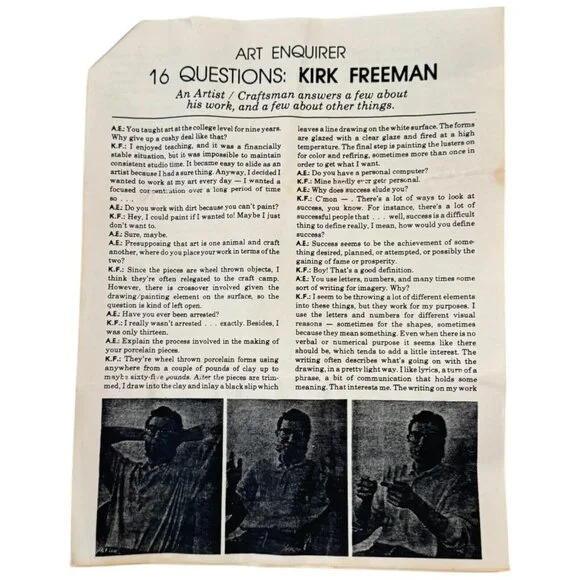 ART ENQUIRER
16 QUESTIONS: KIRK FREEMAN
An Artist / Craftsman answers a few about
his work, and a few about other things.
A.E.: You taught art at the college level for nine years.
Why give up a cushy deal like that?
K.F.: I enjoyed teaching, and it was a financially
stable situation, but it was impossible to maintain
consistent studio time. It became easy to slide as an
artist because I had a sure thing. Anyway, I decided I
wanted to work at my art every day — I wanted a
focused concentration over a long period of time
so . . .
A.E.: Do you work with dirt because you can't paint?
K.F.: Hey, I could paint if I wanted to! Maybe I just
don't want to.
A.E.: Sure, maybe.
A.E.: Presupposing that art is one animal and craft
another, where do you place your work in terms of the
two?
K.F.: Since the pieces are wheel thrown objects, I
think they're often relegated to the craft camp.
However, there is crossover involved given the
drawing/painting element on the surface, so the
question is kind of left open.
A.E.: Have you ever been arrested?
K.F.: I really wasn't arrested . . . exactly. Besides, I
was only thirteen.
A.E.: Explain the process involved in the making of
your porcelain pieces.
K.F.: They're wheel thrown porcelain forms using
anywhere from a couple of pounds of clay up to
maybe sixty-five pounds. After the pieces are trim-
med, I draw into the clay and inlay a black slip which
leaves a line drawing on the white surface. The forms
are glazed with a clear glaze and fired at a high
temperature. The final step is painting the lusters on
for color and refiring, sometimes more than once in
order to get what I want.
A.E.: Do you have a personal computer?
K.F.: Mine hardly ever gets personal.
A.E.: Why does success elude you?
K.F.: C'mon — . There's a lot of ways to look at
success, you know. For instance, there's a lot of
successful people that . . . well, success is a difficult
thing to define really, I mean, how would you define
success?
A.E.: Success seems to be the achievement of some-
thing desired, planned, or attempted, or possibly the
gaining of fame or prosperity.
K.F.: Boy! That's a good definition.
A.E.: You use letters, numbers, and many times some
sort of writing for imagery. Why?
K.F.: I seem to be throwing a lot of different elements
into these things, but they work for my purposes. I
use the letters and numbers for different visual
reasons — sometimes for the shapes, sometimes
because they mean something. Even when there is no
verbal or numerical purpose it seems like there
should be, which tends to add a little interest. The
writing often describes what's going on with the
drawing, in a pretty light way. I like lyrics, a turn of a
phrase, a bit of communication that holds some
meaning. That interests me. The writing on my work